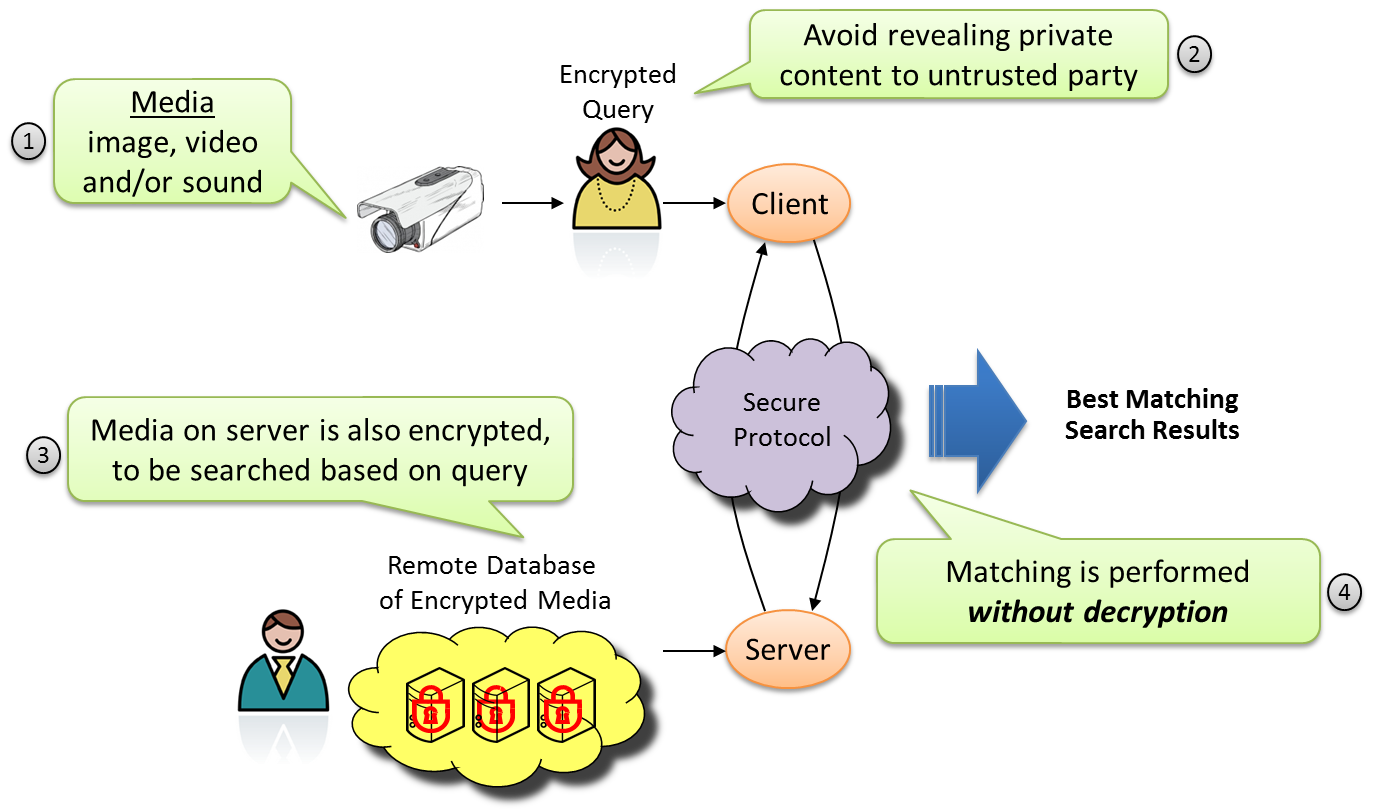 1
Media
image, video
and/or sound
Encrypted
Query
Avoid revealing private
content to untrusted party
2
Client
Secure
Protocol
Best Matching
Search Results
3
Media on server is also encrypted,
to be searched based on query
Remote Database
of Encrypted Media
Server
Matching is performed
without decryption
4